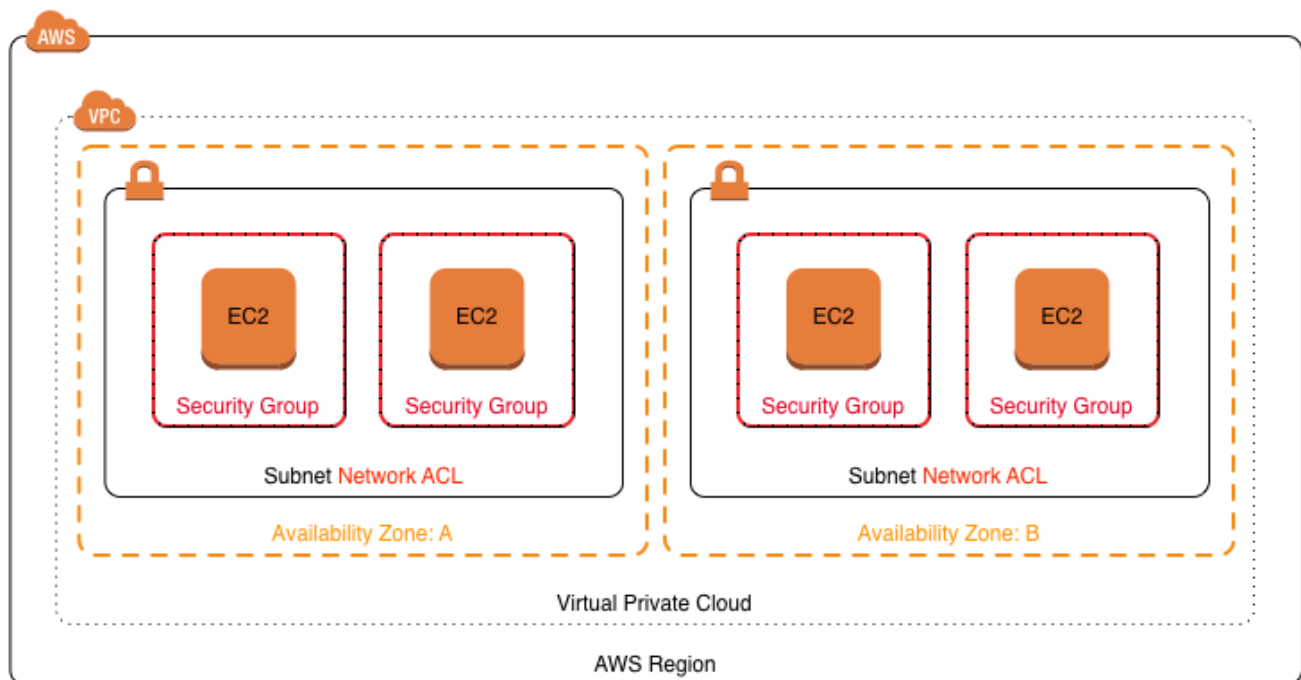 AWS
VPC
EC2
EC2
EC2
EC2
Security Group
Security Group
Security Group
Security Group
Subnet Network ACL
Subnet Network ACL
Availability Zone: A
Availability Zone: B
Virtual Private Cloud
AWS Region